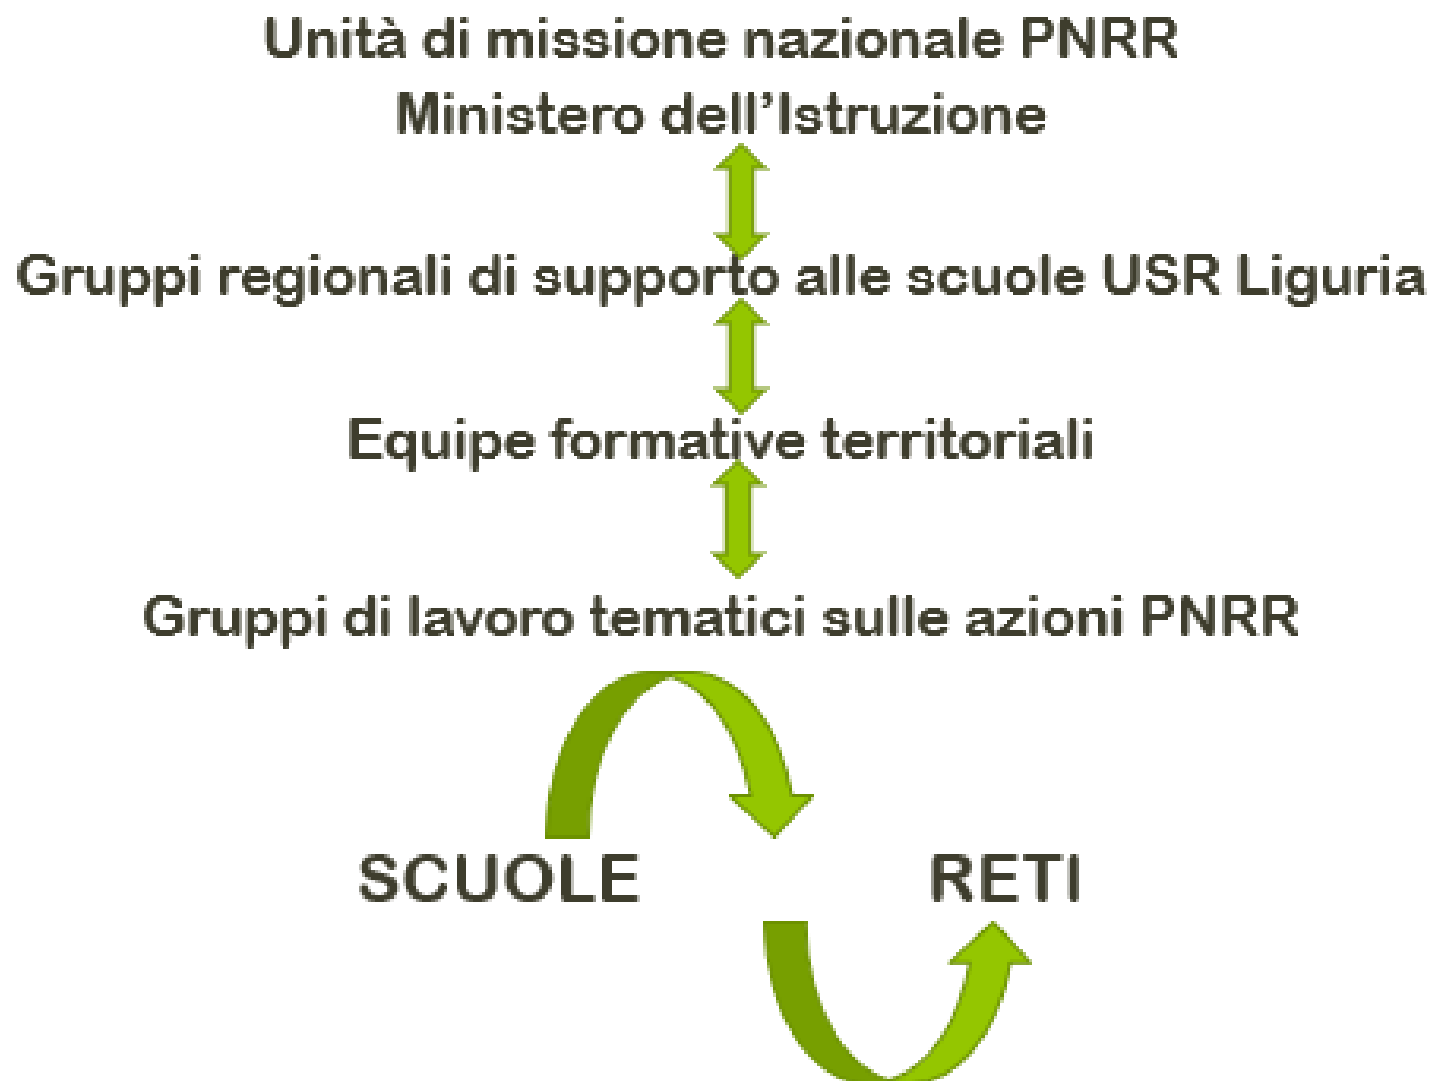 Unità di missione nazionale PNRR
Ministero dell’Istruzione
Gruppi regionali di supporto alle scuole USR Liguria
Equipe formative territoriali
Gruppi di lavoro tematici sulle azioni PNRR
SCUOLE RETI